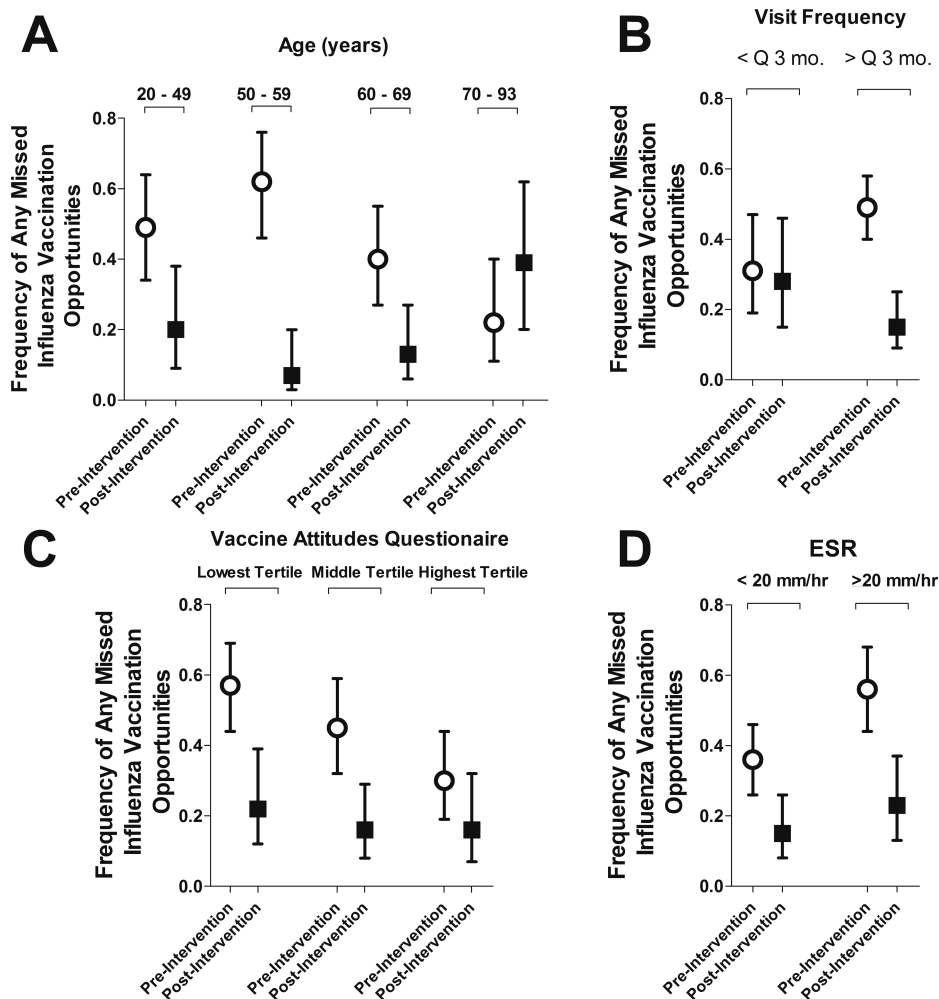 A
Age (years)
20 - 49 50 - 59 60 - 69 70 - 93
Frequency of Any Missed
Influenza Vaccination
Opportunities
0.8
0.6
0.4
0.2
0.0
Pre-Intervention
Post-Intervention
Pre-Intervention
Post-Intervention
Pre-Intervention
Post-Intervention
Pre-Intervention
Post-Intervention
B
Visit Frequency
< Q 3 mo. > Q 3 mo.
Frequency of Any Missed
Influenza Vaccination
Opportunities
0.8
0.6
0.4
0.2
0.0
Pre-Intervention
Post-Intervention
Pre-Intervention
Post-Intervention
C
Vaccine Attitudes Questionaire
Lowest Tertile Middle Tertile Highest Tertile
Frequency of Any Missed
Influenza Vaccination
Opportunities
0.8
0.6
0.4
0.2
0.0
Pre-Intervention
Post-Intervention
Pre-Intervention
Post-Intervention
Pre-Intervention
Post-Intervention
D
ESR
< 20 mm/hr >20 mm/hr
Frequency of Any Missed
Influenza Vaccination
Opportunities
0.8
0.6
0.4
0.2
0.0
Pre-Intervention
Post-Intervention
Pre-Intervention
Post-Intervention